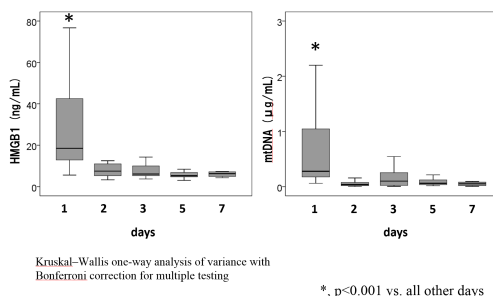 *
80
60
40
20
0
HMGB1 (ng/mL)
1 2 3 5 7
days
*
3
2
1
0
mtDNA (μg/mL)
1 2 3 5 7
days
Kruskal–Wallis one-way analysis of variance with
Bonferroni correction for multiple testing
*, p<0.001 vs. all other days